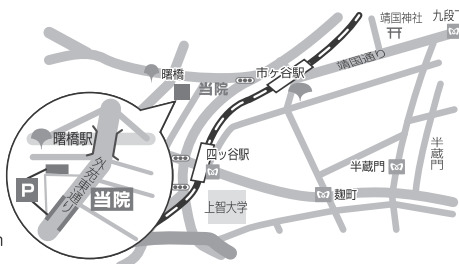 靖国神社
九段下
曙橋
当院
市ヶ谷駅
靖国通り
曙橋駅
四ッ谷駅
半蔵門
半蔵門
外苑東通り
P
当院
麹町
上智大学
n